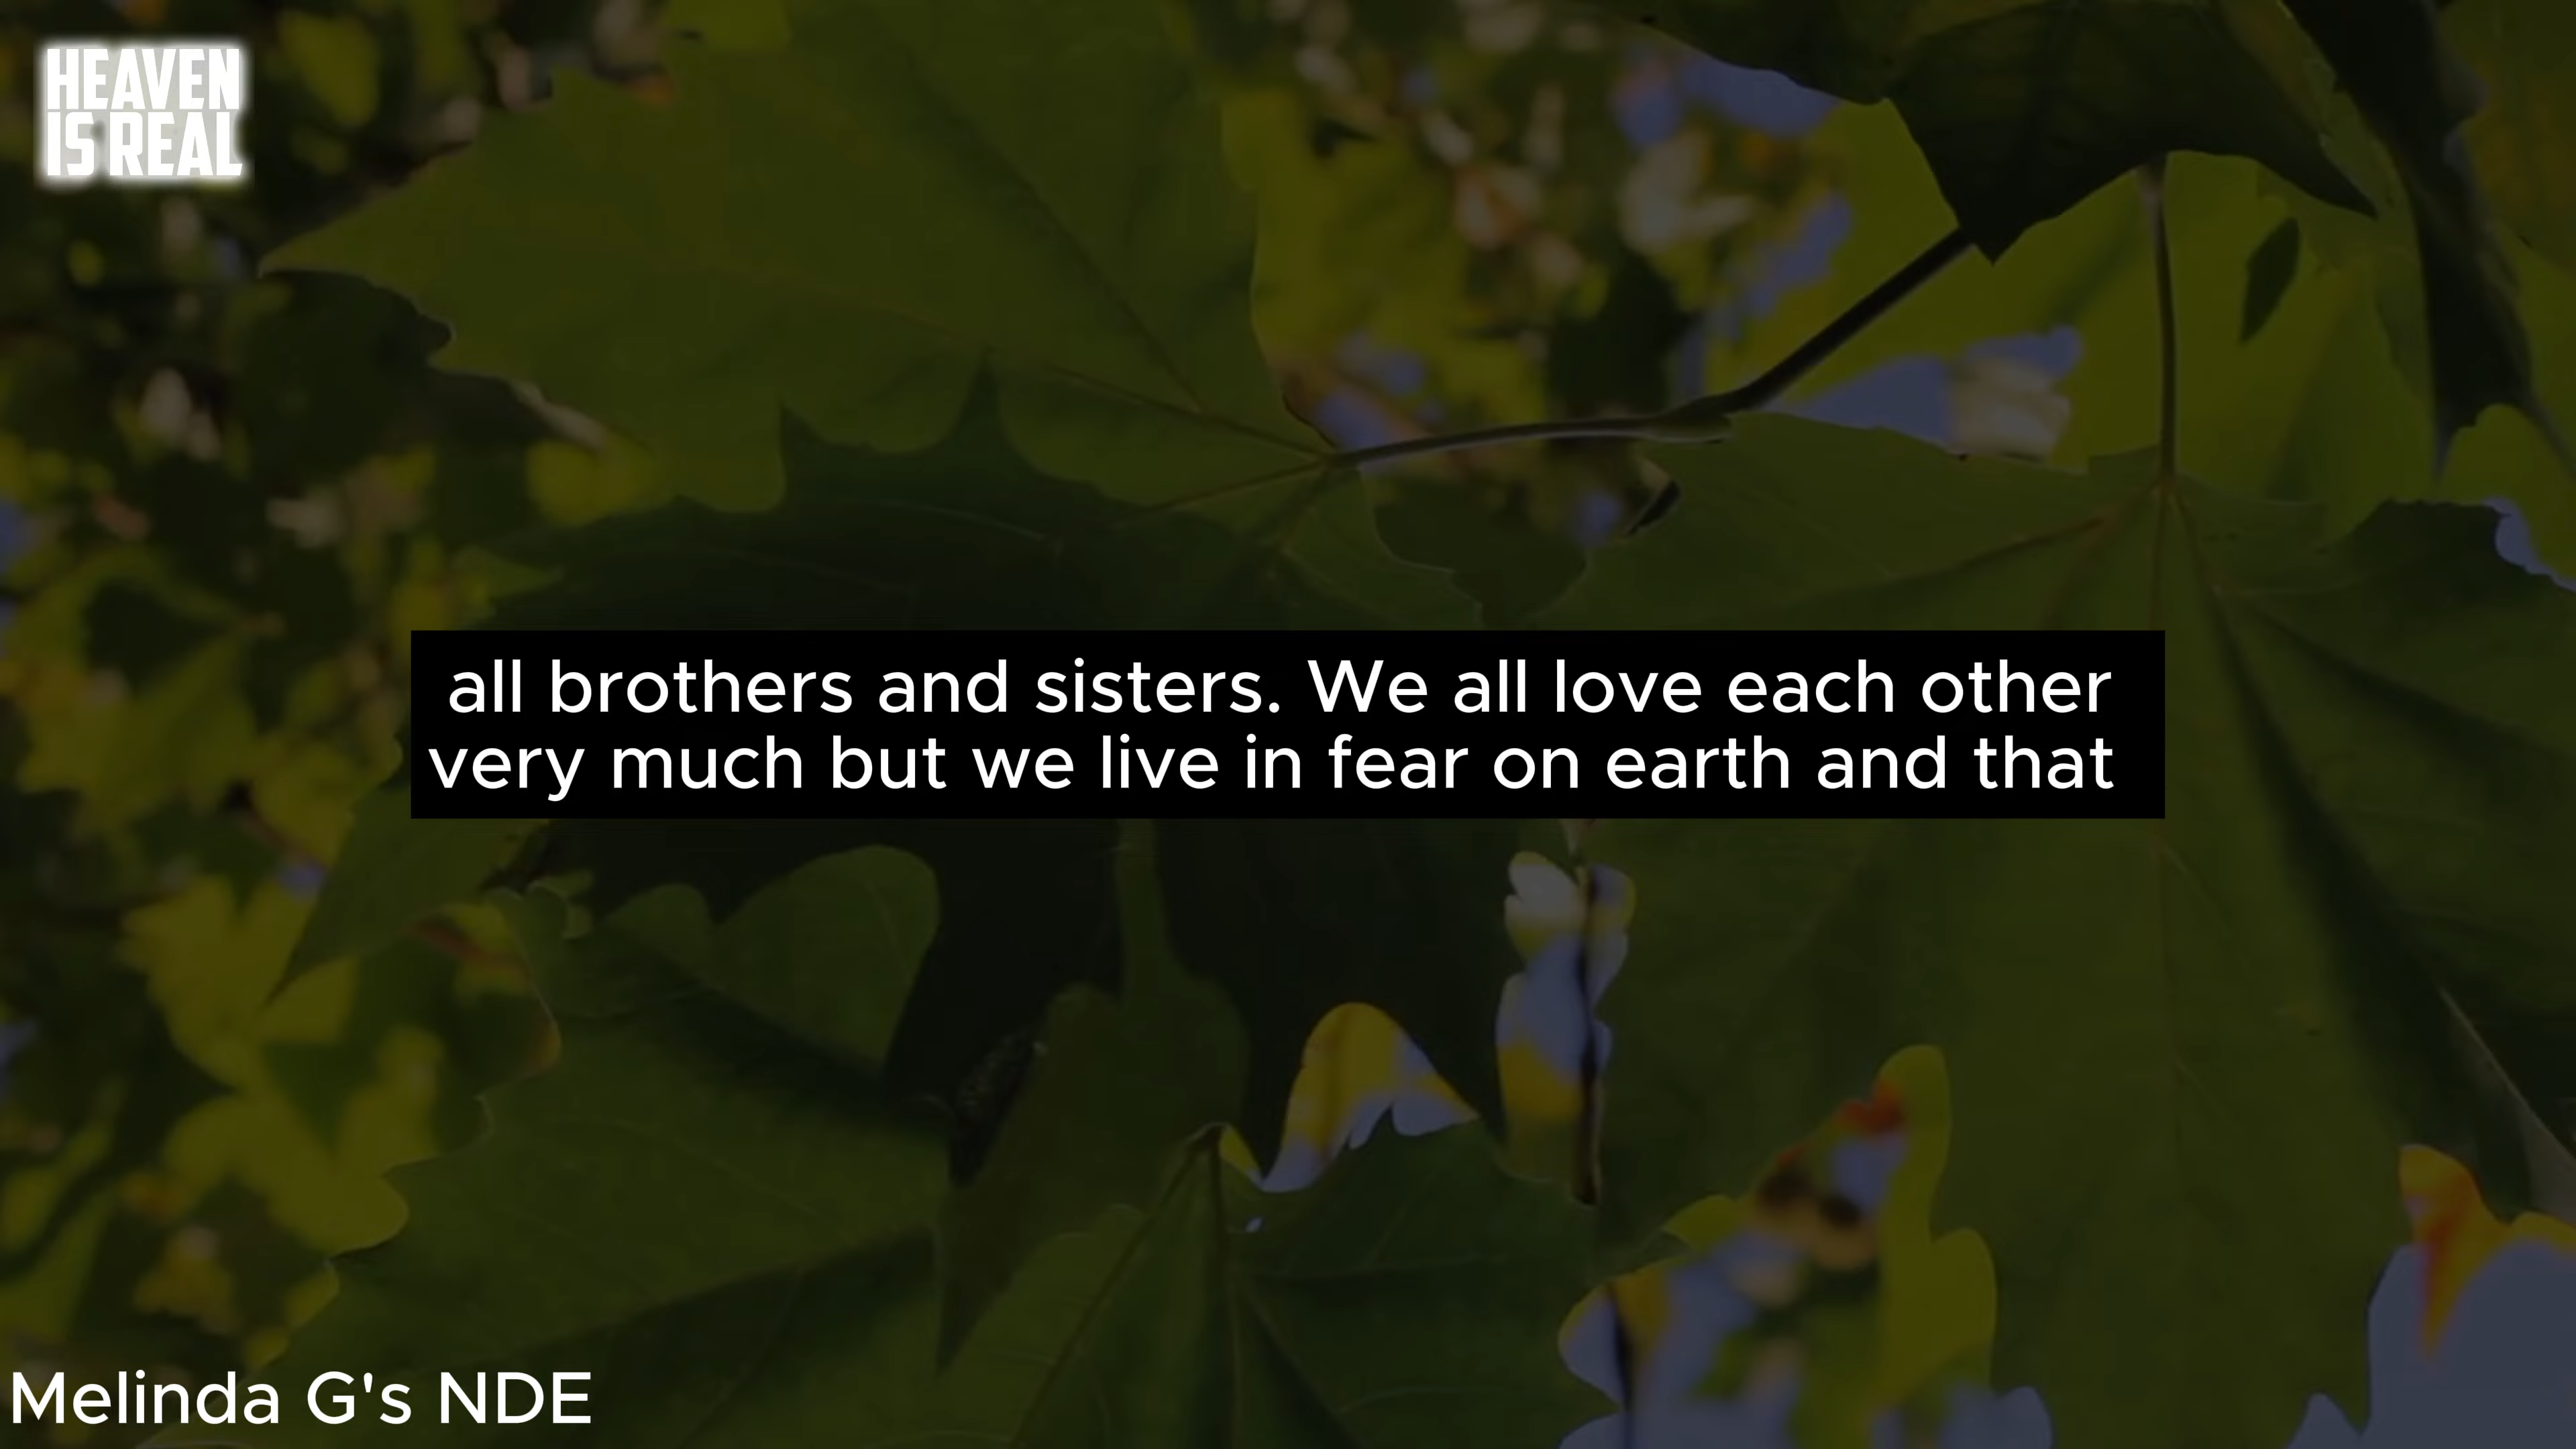 HEAVEN
IS REAL
all brothers and sisters. We all love each other
very much but we live in fear on earth and that
Melinda G's NDE